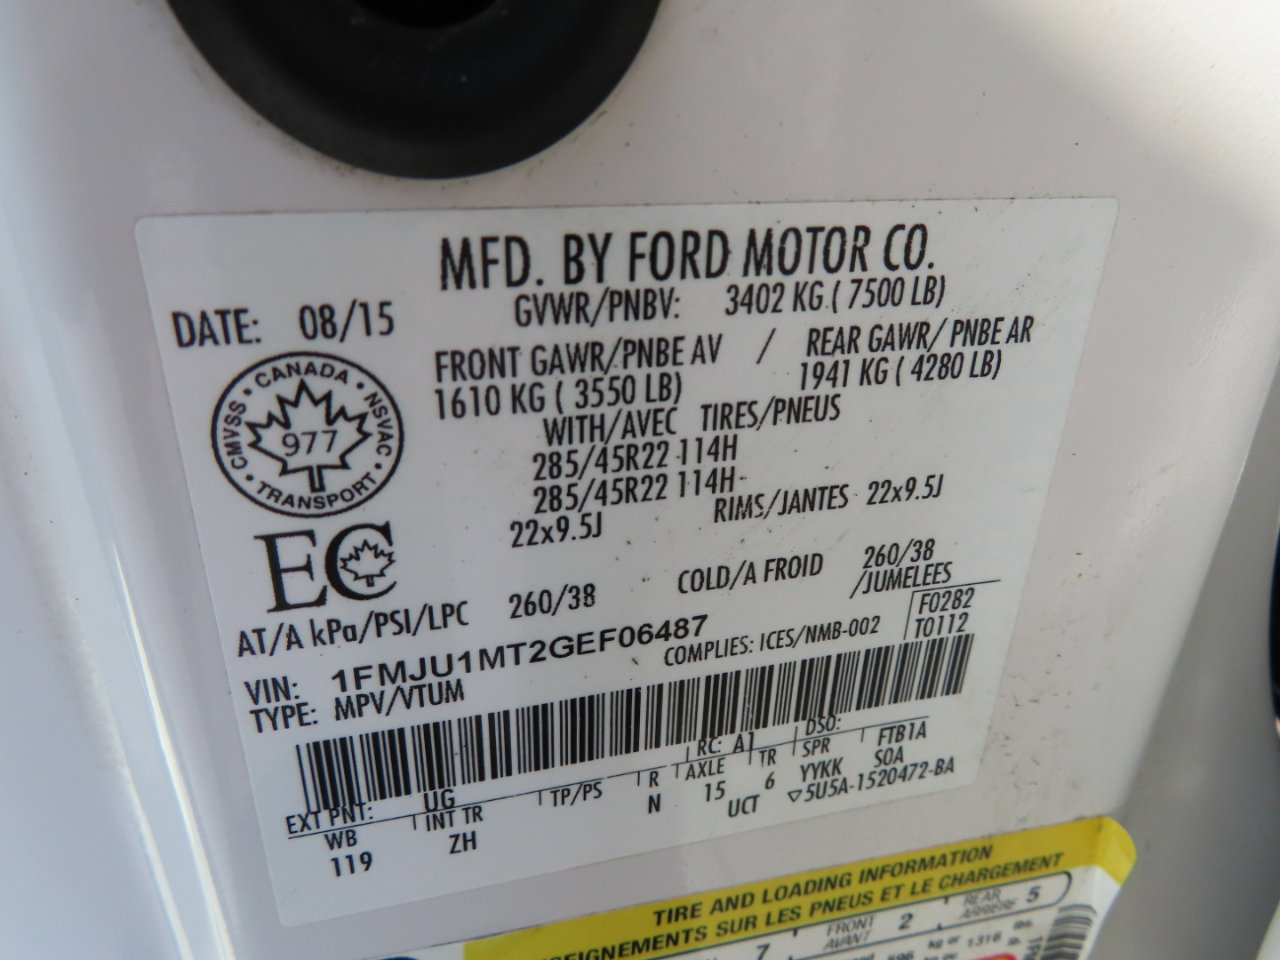 MFD. BY FORD MOTOR CO.
DATE: 08/15
GVWR/PNBV: 3402 KG ( 7500 LB)
FRONT GAWR/PNBE AV / REAR GAWR/ PNBE AR
1610 KG ( 3550 LB) 1941 KG ( 4280 LB)
WITH/AVEC TIRES/PNEUS
285/45R22 114H
285/45R22 114H
22x9.5J RIMS/JANTES 22x9.5J
CANADA
CMVSS
NSVAC
977
TRANSPORT
EC
AT/A kPa/PSI/LPC 260/38 COLD/A FROID 260/38
/JUMELEES
VIN: 1FMJU1MT2GEF06487
COMPLIES: ICES/NMB-002
F0282
T0112
TYPE: MPV/VTUM
EXT PNT: UG RC: A1 DSO: FTB1A
WB INT TR TP/PS R AXLE TR SPR SOA
119 ZH N 15 6 YYKK
UCT ▽5U5A-1520472-BA
TIRE AND LOADING INFORMATION
SEIGNEMENTS SUR LES PNEUS ET LE CHARGEMENT
7 FRONT AVANT 2 REAR ARRIERE 5
kg or 1316 lb.